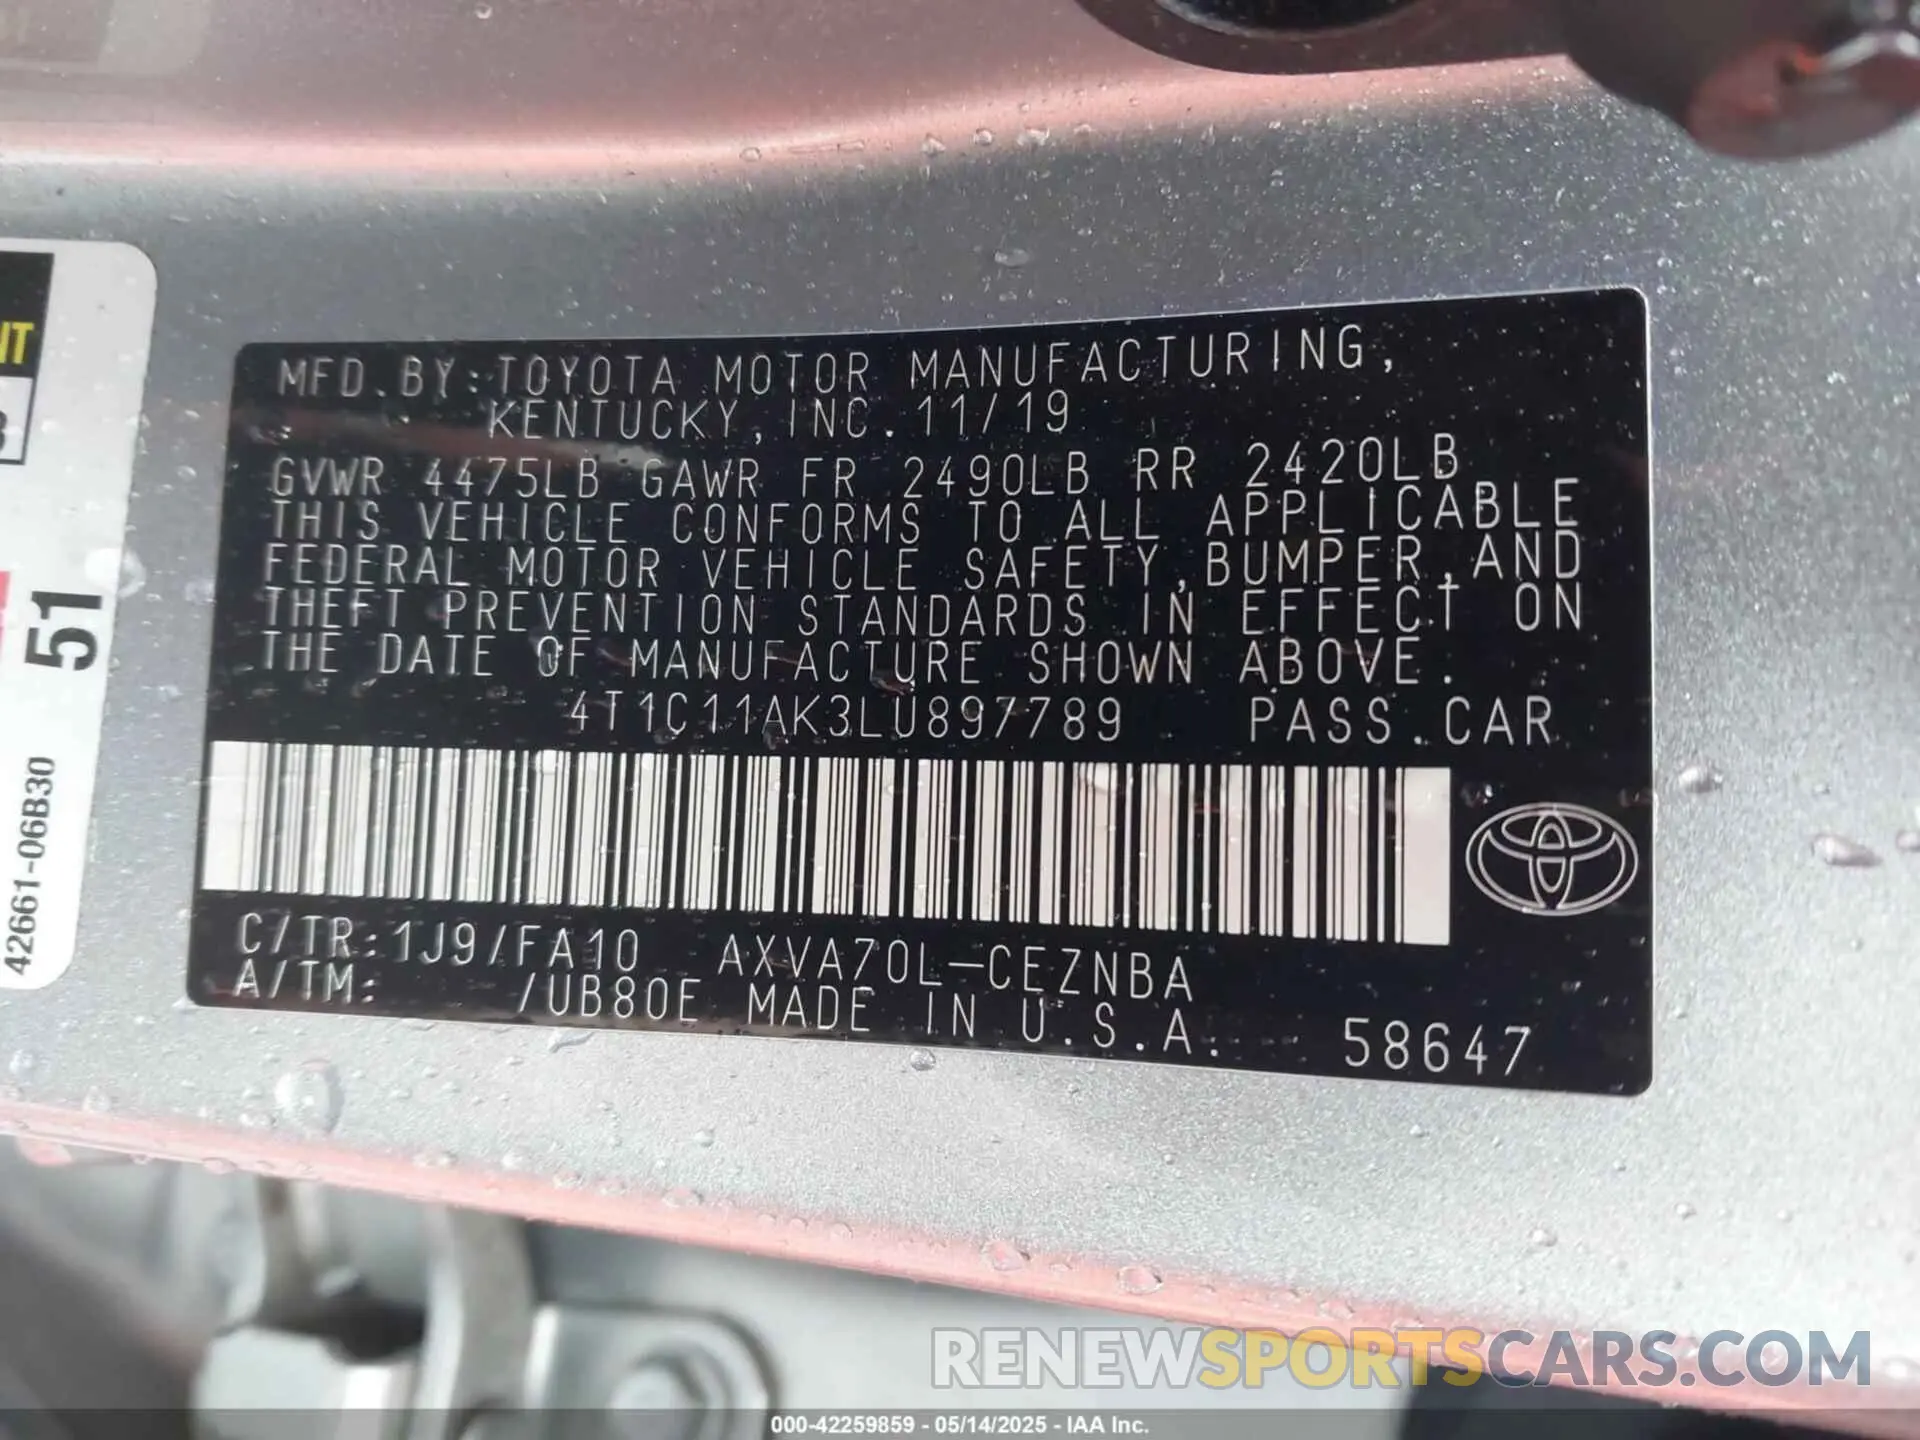 MFD.BY:TOYOTA MOTOR MANUFACTURING,
KENTUCKY, INC. 11/19
GVWR 4475LB GAWR FR 2490LB RR 2420LB
THIS VEHICLE CONFORMS TO ALL APPLICABLE
FEDERAL MOTOR VEHICLE SAFETY,BUMPER,AND
THEFT PREVENTION STANDARDS IN EFFECT ON
THE DATE OF MANUFACTURE SHOWN ABOVE.
4T1C11AK3LU897789 PASS.CAR
C/TR:1J9/FA10 AXVA70L-CEZNBA
A/TM: /UB80E MADE IN U.S.A. 58647
51
42661-06B30
RENEWSPORTSCARS.COM
000-42259859 - 05/14/2025 - IAA Inc.